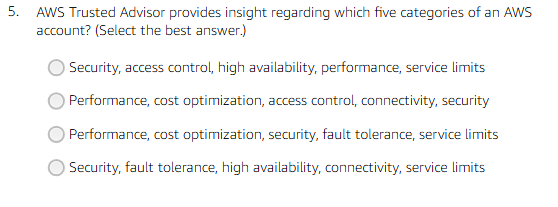 5. AWS Trusted Advisor provides insight regarding which five categories of an AWS
account? (Select the best answer.)
Security, access control, high availability, performance, service limits
Performance, cost optimization, access control, connectivity, security
Performance, cost optimization, security, fault tolerance, service limits
Security, fault tolerance, high availability, connectivity, service limits